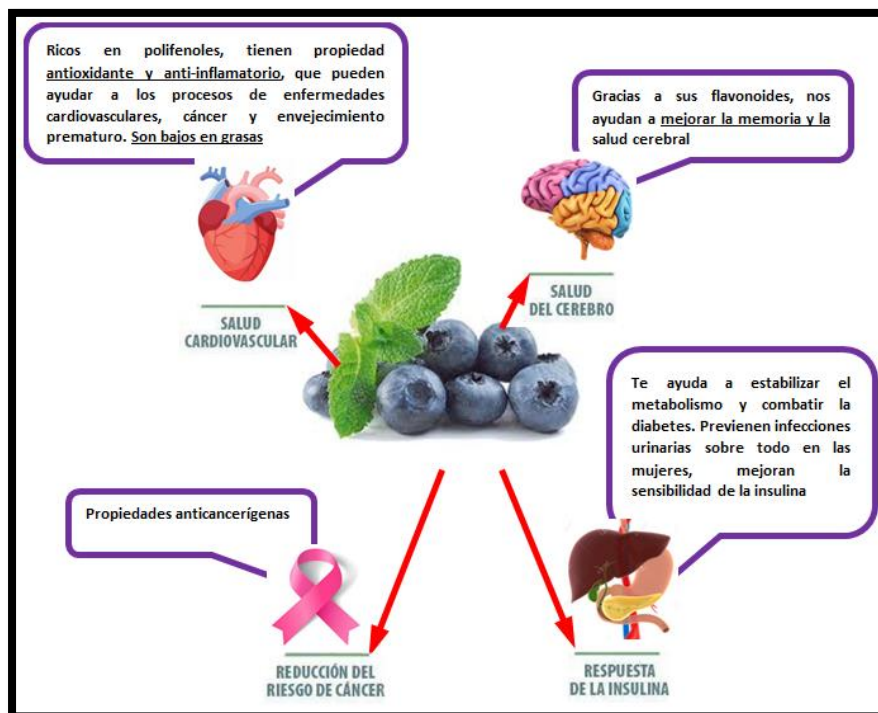 Ricos en polifenoles, tienen propiedad
antioxidante y anti-inflamatorio, que pueden
ayudar a los procesos de enfermedades
cardiovasculares, cáncer y envejecimiento
prematuro. Son bajos en grasas
Gracias a sus flavonoides, nos
ayudan a mejorar la memoria y la
salud cerebral
SALUD
CARDIOVASCULAR
SALUD
DEL CEREBRO
Te ayuda a estabilizar el
metabolismo y combatir la
diabetes. Previenen infecciones
urinarias sobre todo en las
mujeres, mejoran la
sensibilidad de la insulina
Propiedades anticancerígenas
REDUCCIÓN DEL
RIESGO DE CÁNCER
RESPUESTA
DE LA INSULINA